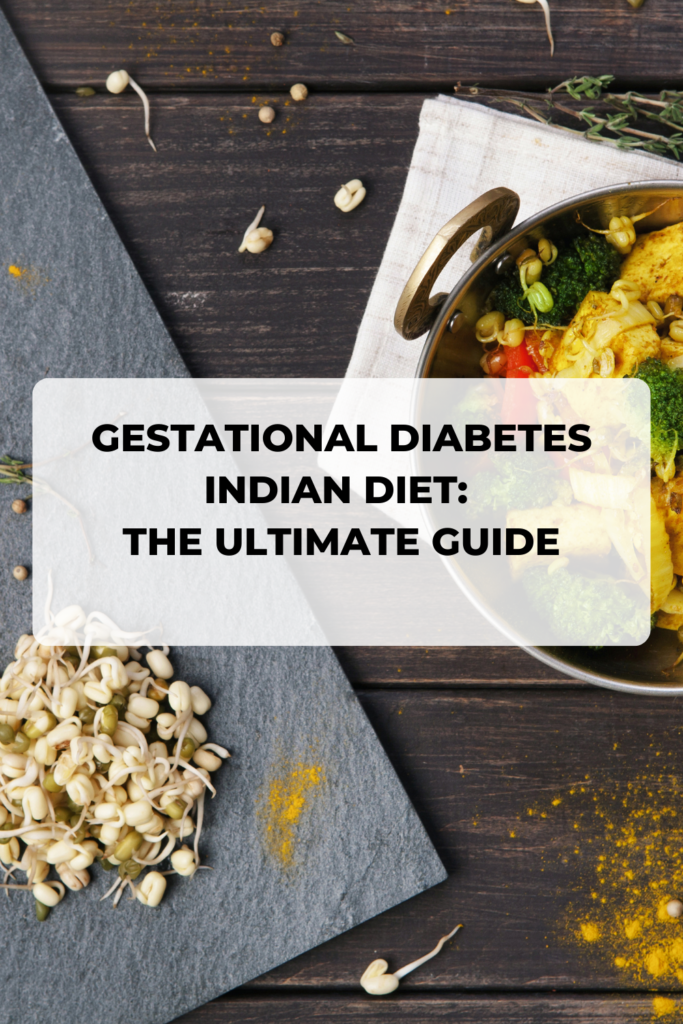 GESTATIONAL DIABETES
INDIAN DIET:
THE ULTIMATE GUIDE